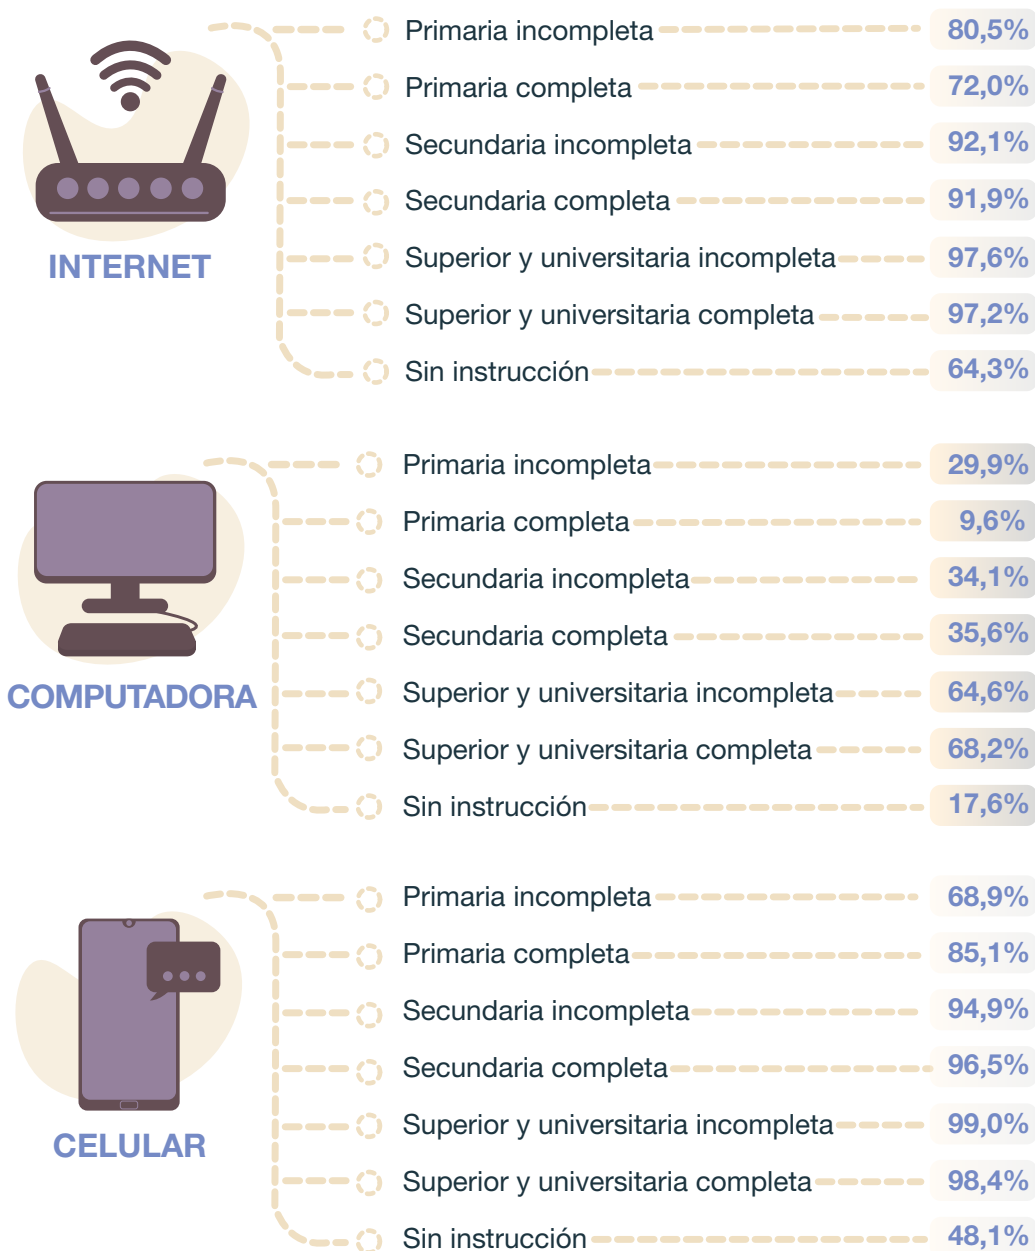 Primaria incompleta 80,5%
Primaria completa 72,0%
Secundaria incompleta 92,1%
Secundaria completa 91,9%
INTERNET
Superior y universitaria incompleta 97,6%
Superior y universitaria completa 97,2%
Sin instrucción 64,3%
Primaria incompleta 29,9%
Primaria completa 9,6%
Secundaria incompleta 34,1%
Secundaria completa 35,6%
COMPUTADORA
Superior y universitaria incompleta 64,6%
Superior y universitaria completa 68,2%
Sin instrucción 17,6%
Primaria incompleta 68,9%
Primaria completa 85,1%
Secundaria incompleta 94,9%
Secundaria completa 96,5%
Superior y universitaria incompleta 99,0%
CELULAR
Superior y universitaria completa 98,4%
Sin instrucción 48,1%